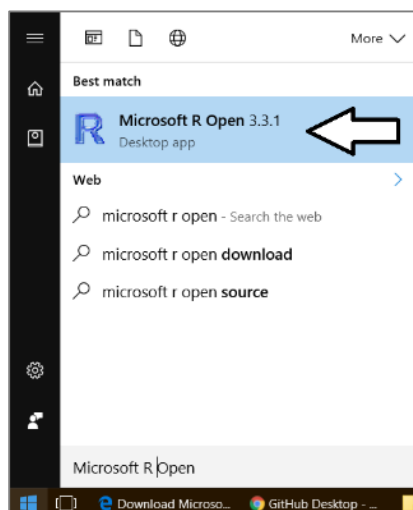 More
Best match
Microsoft R Open 3.3.1
Desktop app
Web
microsoft r open - Search the web
microsoft r open download
microsoft r open source
Microsoft R Open
Download Microso... GitHub Desktop - ...